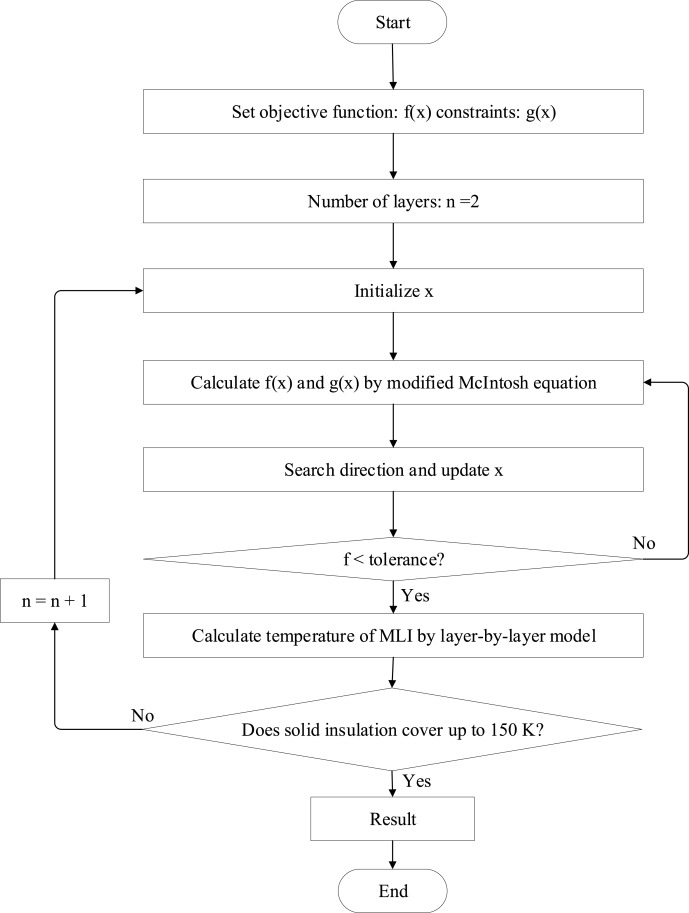 Start
Set objective function: f(x) constraints: g(x)
Number of layers: n =2
Initialize x
Calculate f(x) and g(x) by modified McIntosh equation
Search direction and update x
f < tolerance?
No
Yes
n = n + 1
Calculate temperature of MLI by layer-by-layer model
No
Does solid insulation cover up to 150 K?
Yes
Result
End